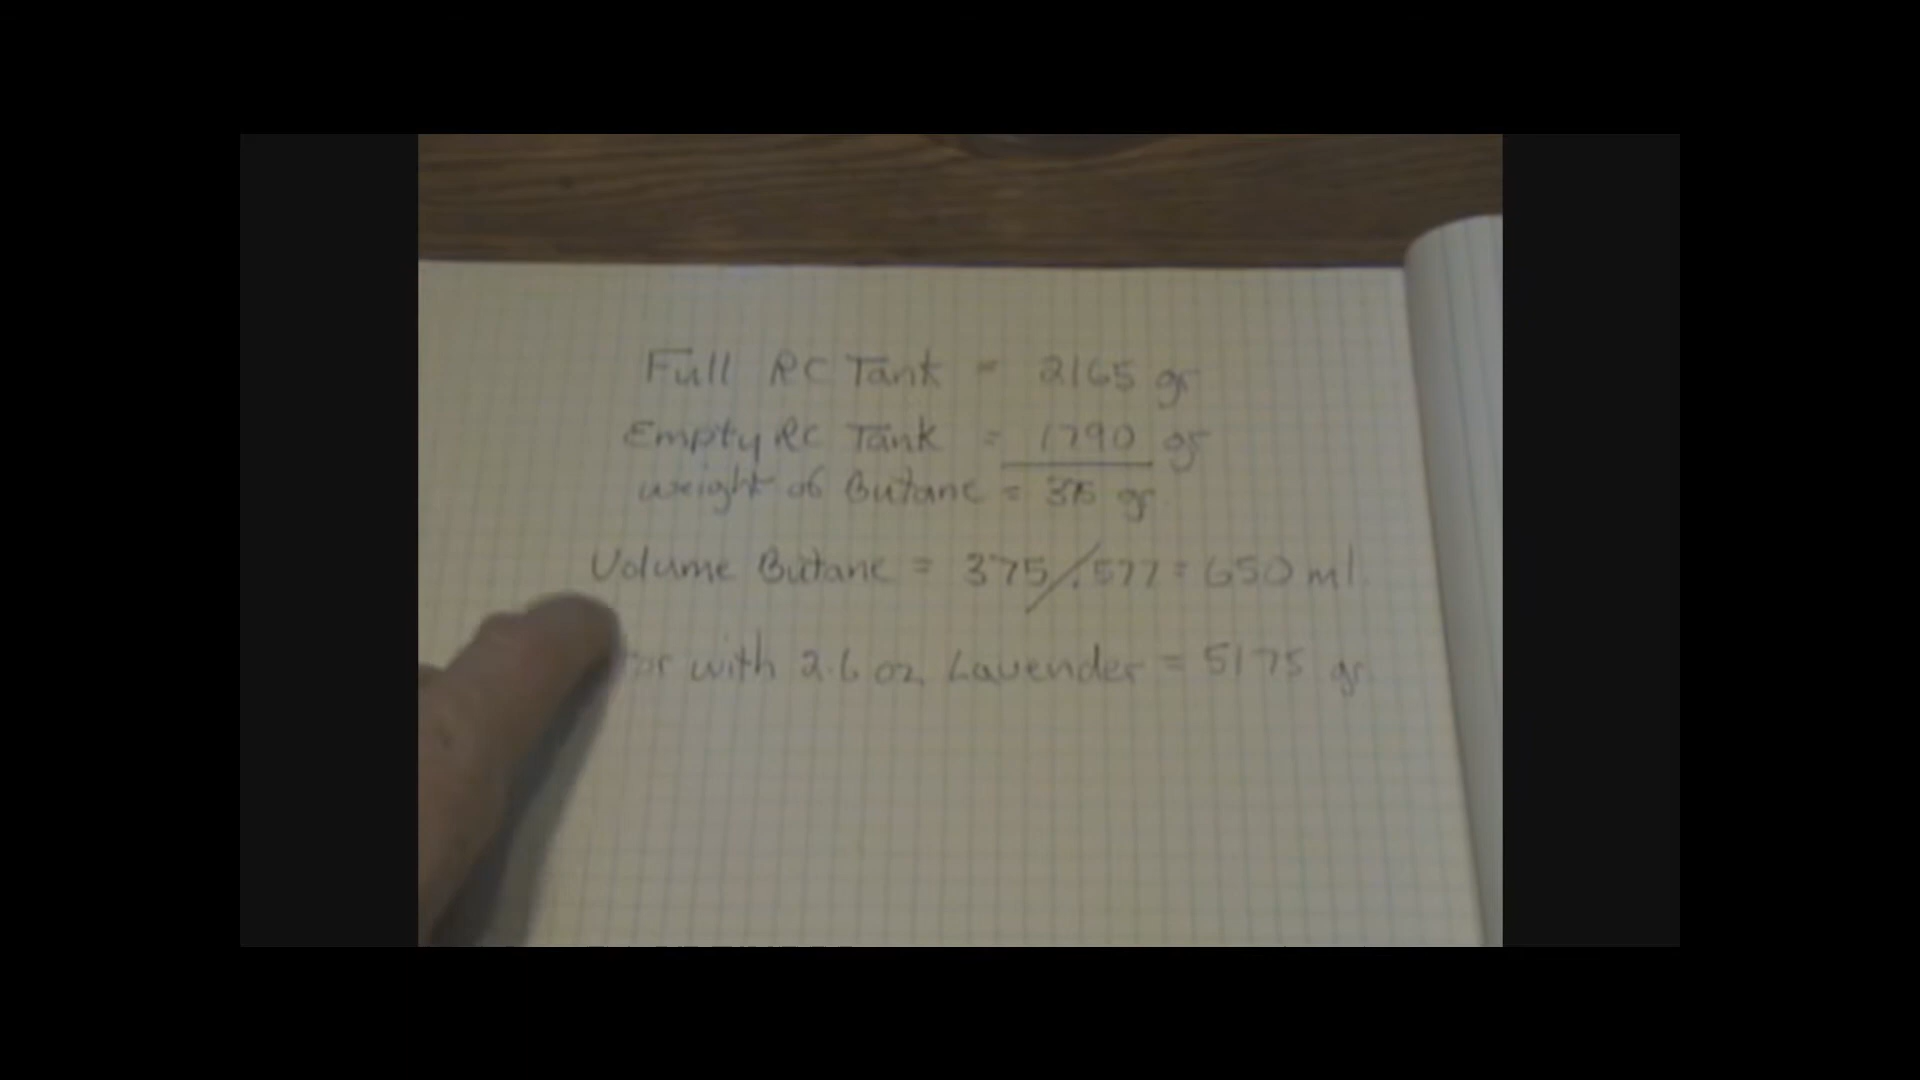 Full RC Tank = 2165 gr
Empty RC Tank = 1790 gr
weight of Butane = 375 gr
Volume Butane = 375/.577 = 650 ml.
with 2.6 oz Lavender = 5175 gr